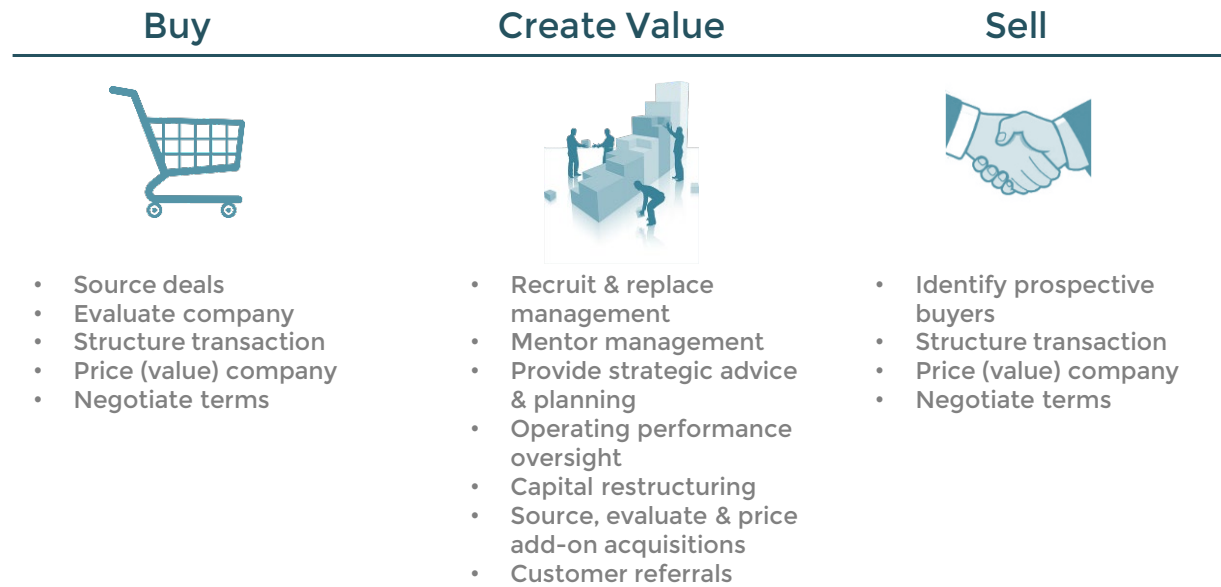 Buy
Create Value
Sell
• Source deals
• Evaluate company
• Structure transaction
• Price (value) company
• Negotiate terms
• Recruit & replace
management
• Mentor management
• Provide strategic advice
& planning
• Operating performance
oversight
• Capital restructuring
• Source, evaluate & price
add-on acquisitions
• Customer referrals
• Identify prospective
buyers
• Structure transaction
• Price (value) company
• Negotiate terms